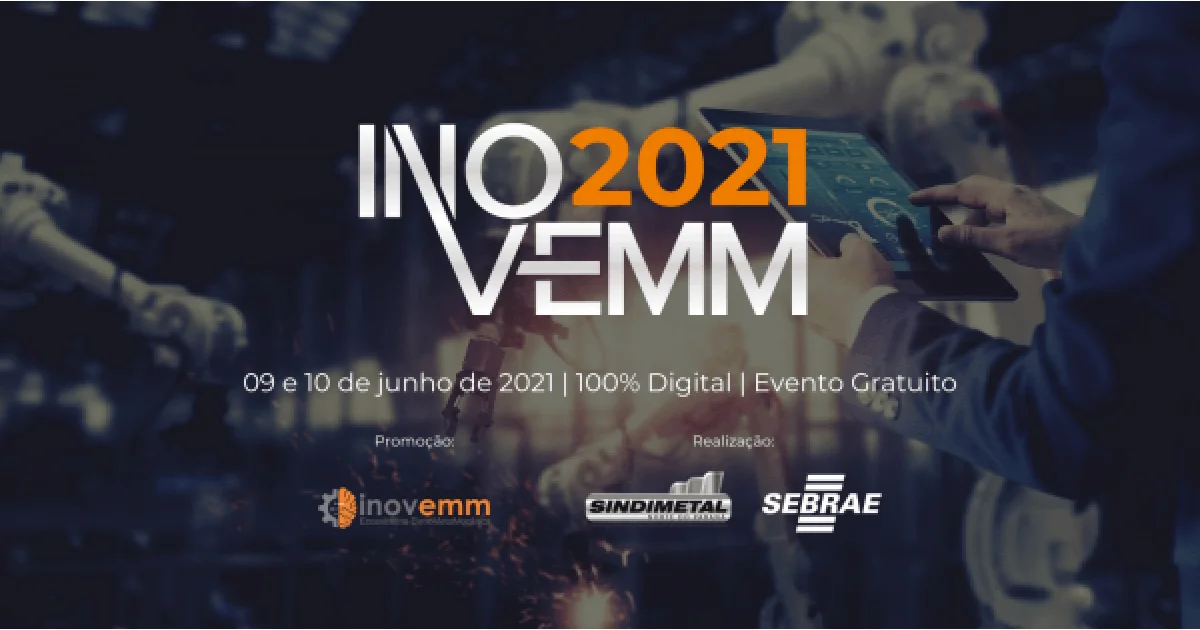 INO 2021
VEMM
09 e 10 de junho de 2021 | 100% Digital | Evento Gratuito
Promoção:
Realização:
inovemm
SINDIMETAL
SEBRAE